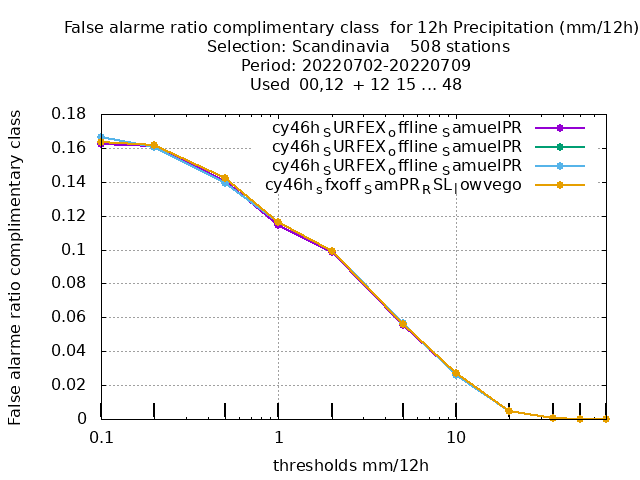 False alarme ratio complimentary class  for 12h Precipitation (mm/12h)
Selection: Scandinavia    508 stations
Period: 20220702-20220709
Used  00,12  + 12 15 ... 48
False alarme ratio complimentary class
0.18
0.16
0.14
0.12
0.1
0.08
0.06
0.04
0.02
0
cy46h_SURFEX_offline_SamuelPR
cy46h_SURFEX_offline_SamuelPR
cy46h_SURFEX_offline_SamuelPR
cy46h_sfxoff_SamPR_RSL_lowvego
0.1 1 10
thresholds mm/12h